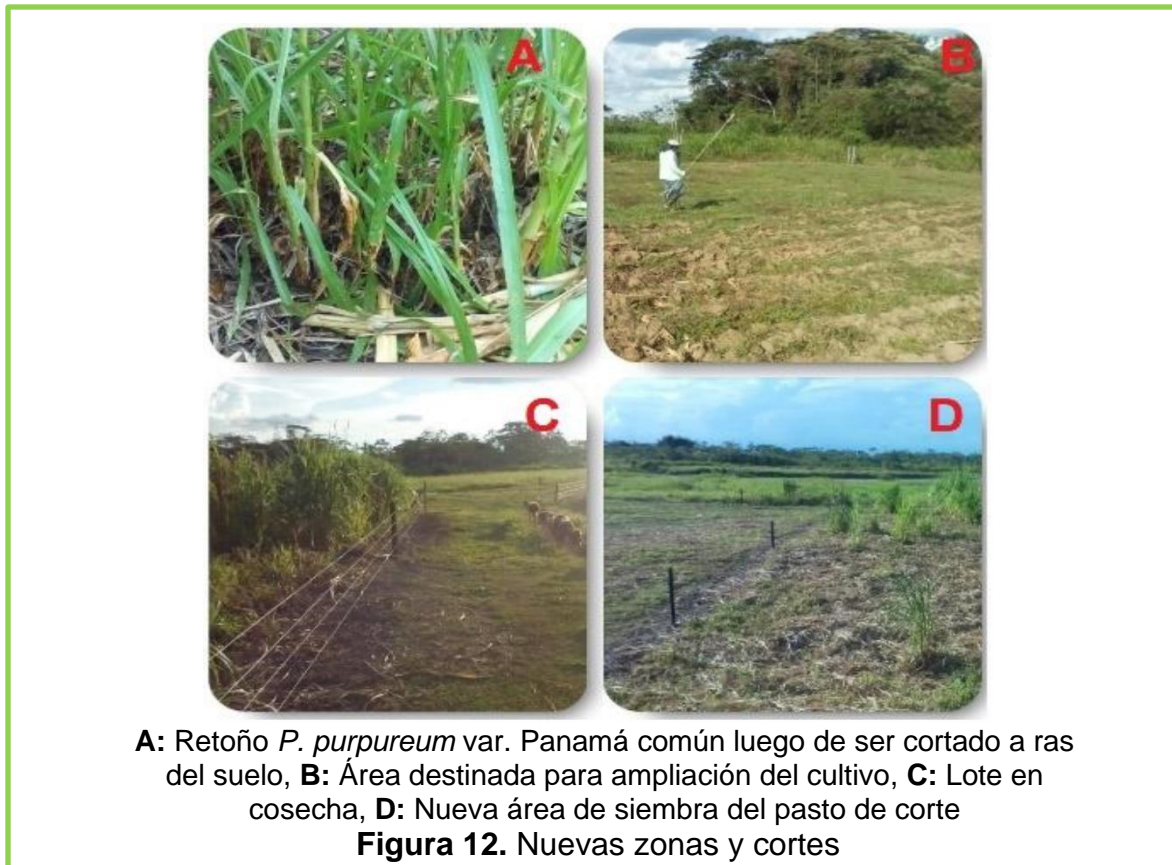 A
B
C
D
A: Retoño P. purpureum var. Panamá común luego de ser cortado a ras
del suelo, B: Área destinada para ampliación del cultivo, C: Lote en
cosecha, D: Nueva área de siembra del pasto de corte
Figura 12. Nuevas zonas y cortes